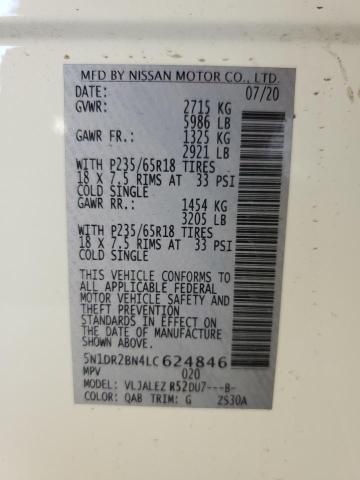 MFD BY NISSAN MOTOR CO., LTD.
DATE: 07/20
GVWR: 2715 KG
5986 LB
GAWR FR.: 1325 KG
2921 LB
WITH P235/65R18 TIRES
18 X 7.5 RIMS AT 33 PSI
COLD SINGLE
GAWR RR.: 1454 KG
3205 LB
WITH P235/65R18 TIRES
18 X 7.5 RIMS AT 33 PSI
COLD SINGLE
THIS VEHICLE CONFORMS TO
ALL APPLICABLE FEDERAL
MOTOR VEHICLE SAFETY
AND THEFT PREVENTION
STANDARDS IN EFFECT ON
THE DATE OF MANUFACTURE
SHOWN ABOVE.
5N1DR2BN4LC624846
MPV 020
MODEL: VLJALEZ R52DU7---B-
COLOR: QAB TRIM: G 2S30A